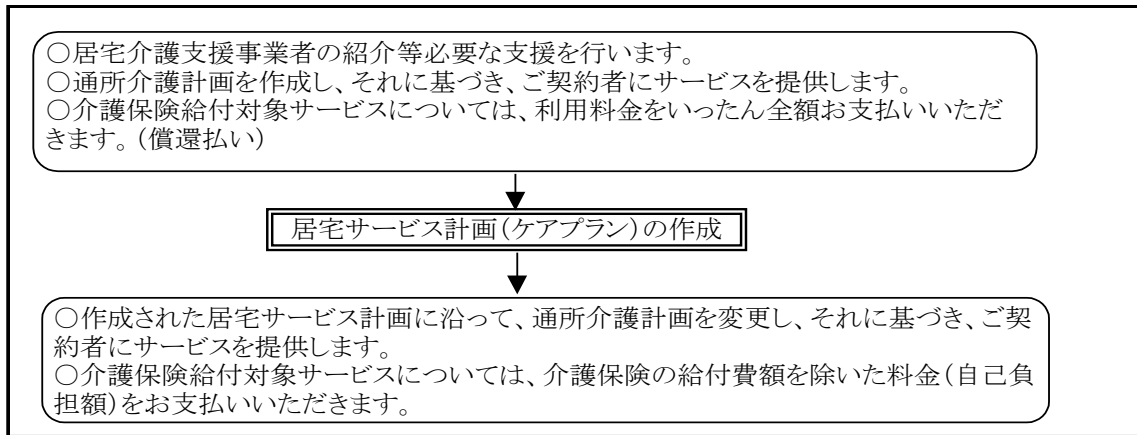 ○居宅介護支援事業者の紹介等必要な支援を行います。
○通所介護計画を作成し、それに基づき、ご契約者にサービスを提供します。
○介護保険給付対象サービスについては、利用料金をいったん全額お支払いいただ
きます。(償還払い)
居宅サービス計画(ケアプラン)の作成
○作成された居宅サービス計画に沿って、通所介護計画を変更し、それに基づき、ご契
約者にサービスを提供します。
○介護保険給付対象サービスについては、介護保険の給付費額を除いた料金(自己負
担額)をお支払いいただきます。